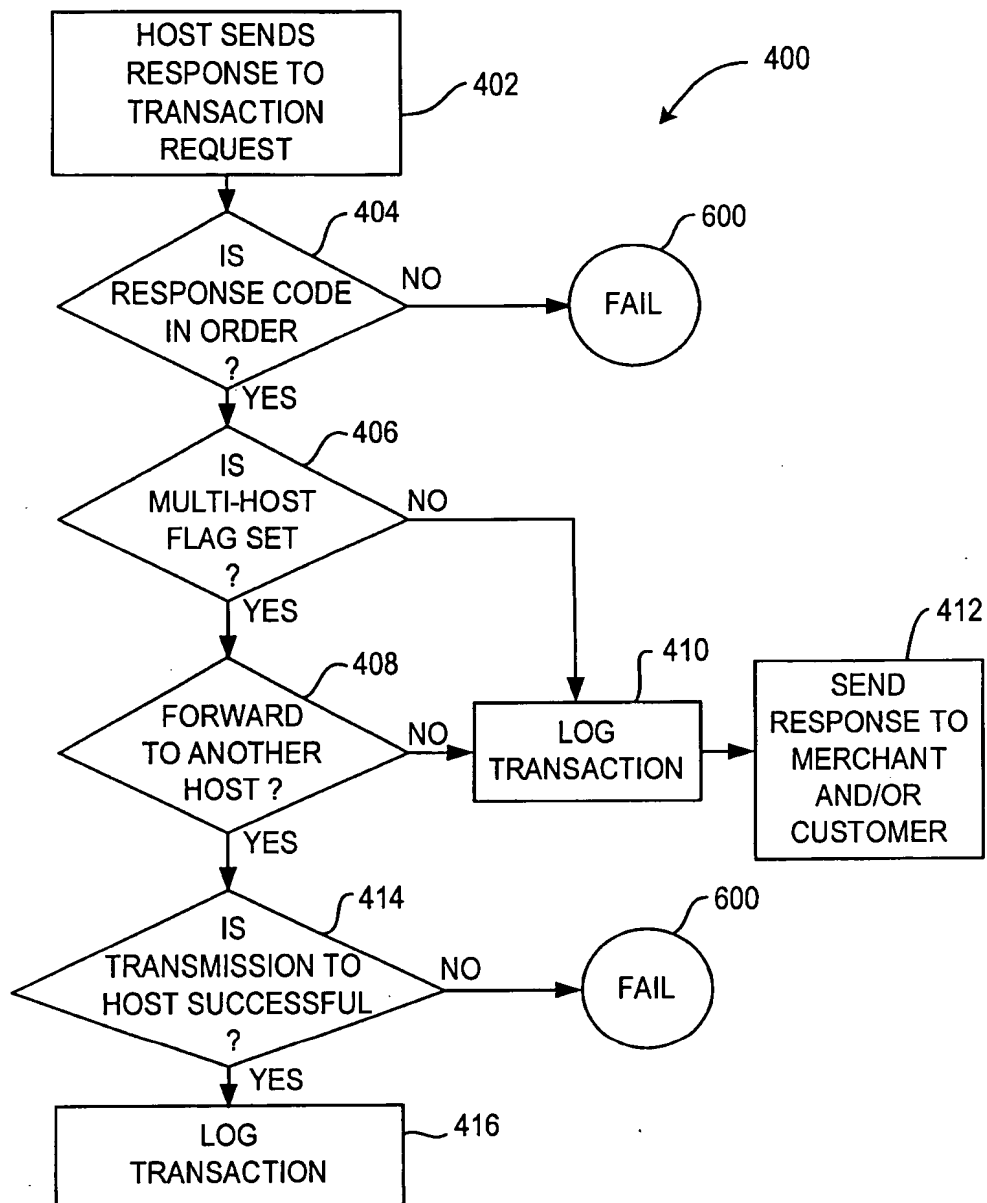 HOST SENDS
RESPONSE TO
TRANSACTION
REQUEST
402
400
404
IS
RESPONSE CODE
IN ORDER
?
NO
600
FAIL
YES
406
IS
MULTI-HOST
FLAG SET
?
NO
YES
408
FORWARD
TO ANOTHER
HOST ?
NO
410
LOG
TRANSACTION
412
SEND
RESPONSE TO
MERCHANT
AND/OR
CUSTOMER
YES
414
IS
TRANSMISSION TO
HOST SUCCESSFUL
?
NO
600
FAIL
YES
LOG
TRANSACTION
416